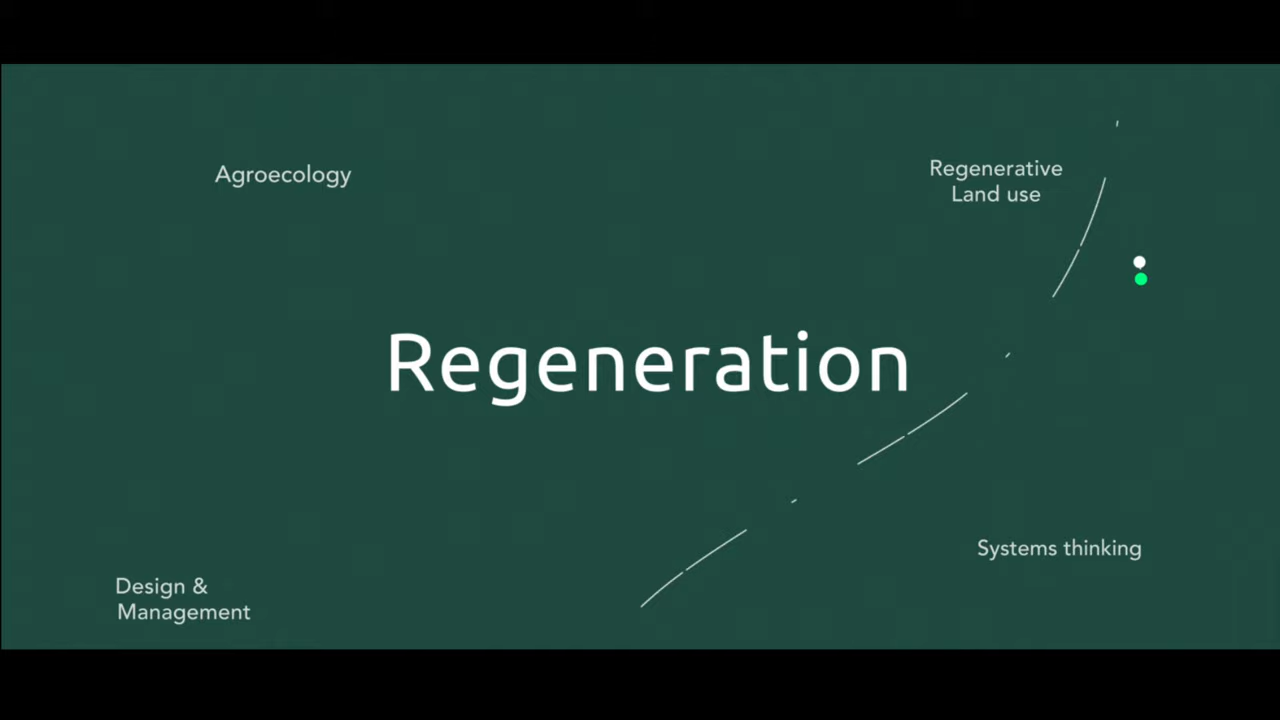 Agroecology
Regenerative
Land use
Regeneration
Systems thinking
Design &
Management